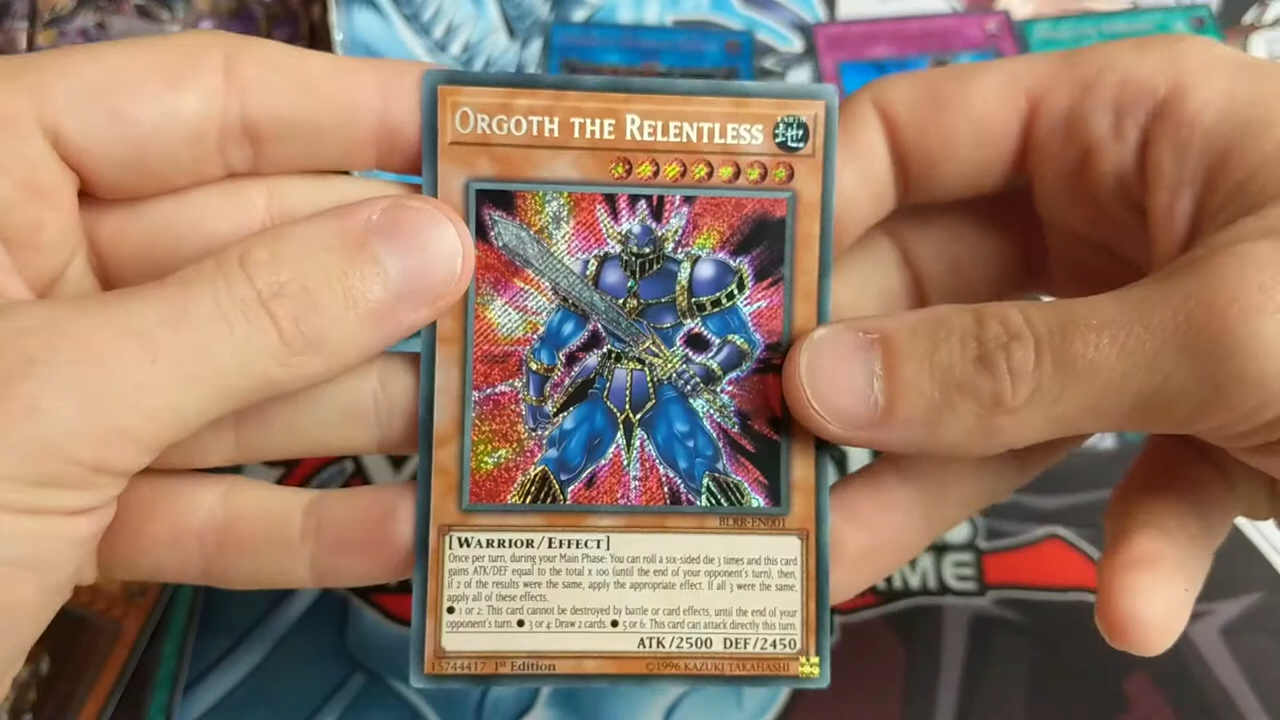 ORGOTH THE RELENTLESS
EARTH
BLRR-EN001
[WARRIOR/EFFECT]
Once per turn, during your Main Phase: You can roll a six-sided die 3 times and this card
gains ATK/DEF equal to the total x 100 (until the end of your opponent's turn), then,
if 2 of the results were the same, apply the appropriate effect. If all 3 were the same,
apply all of these effects.
● 1 or 2: This card cannot be destroyed by battle or card effects, until the end of your
opponent's turn. ● 3 or 4: Draw 2 cards. ● 5 or 6: This card can attack directly this turn.
ATK/2500 DEF/2450
15744417 1st Edition ©1996 KAZUKI TAKAHASHI